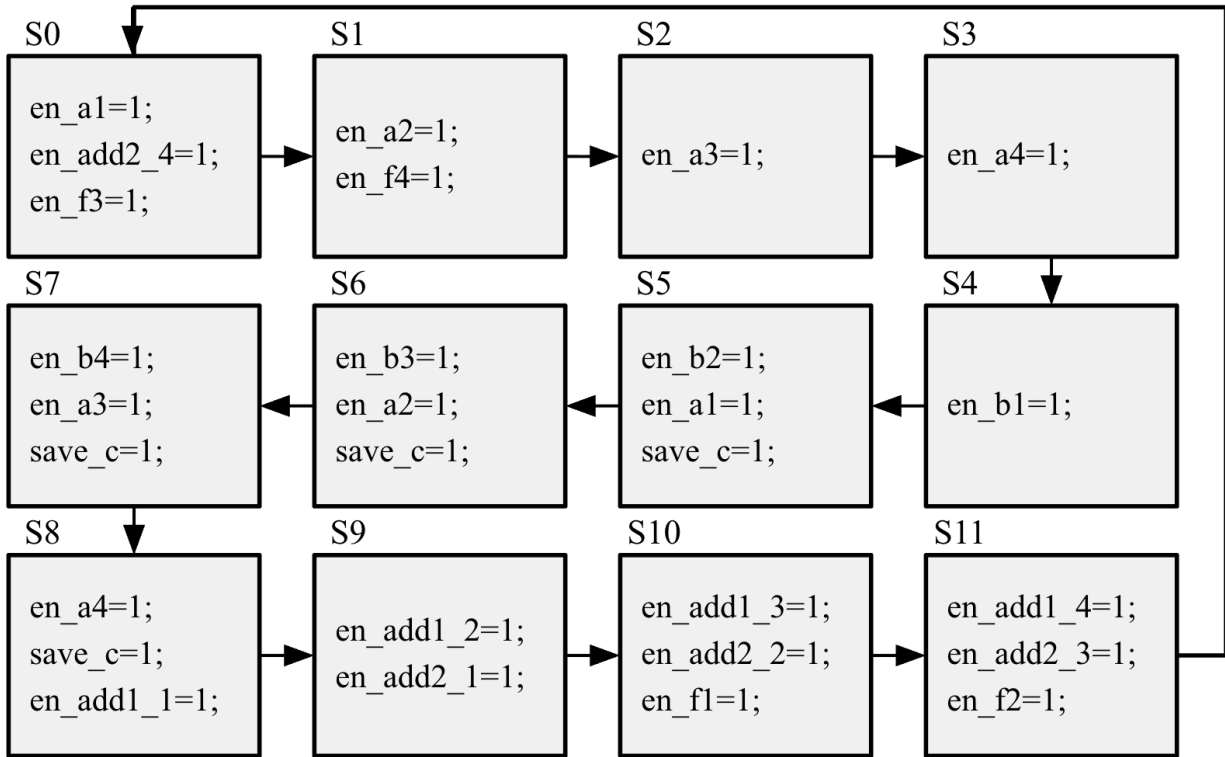 S0
en_a1=1;
en_add2_4=1;
en_f3=1;
S1
en_a2=1;
en_f4=1;
S2
en_a3=1;
S3
en_a4=1;
S4
en_b1=1;
S5
en_b2=1;
en_a1=1;
save_c=1;
S6
en_b3=1;
en_a2=1;
save_c=1;
S7
en_b4=1;
en_a3=1;
save_c=1;
S8
en_a4=1;
save_c=1;
en_add1_1=1;
S9
en_add1_2=1;
en_add2_1=1;
S10
en_add1_3=1;
en_add2_2=1;
en_f1=1;
S11
en_add1_4=1;
en_add2_3=1;
en_f2=1;